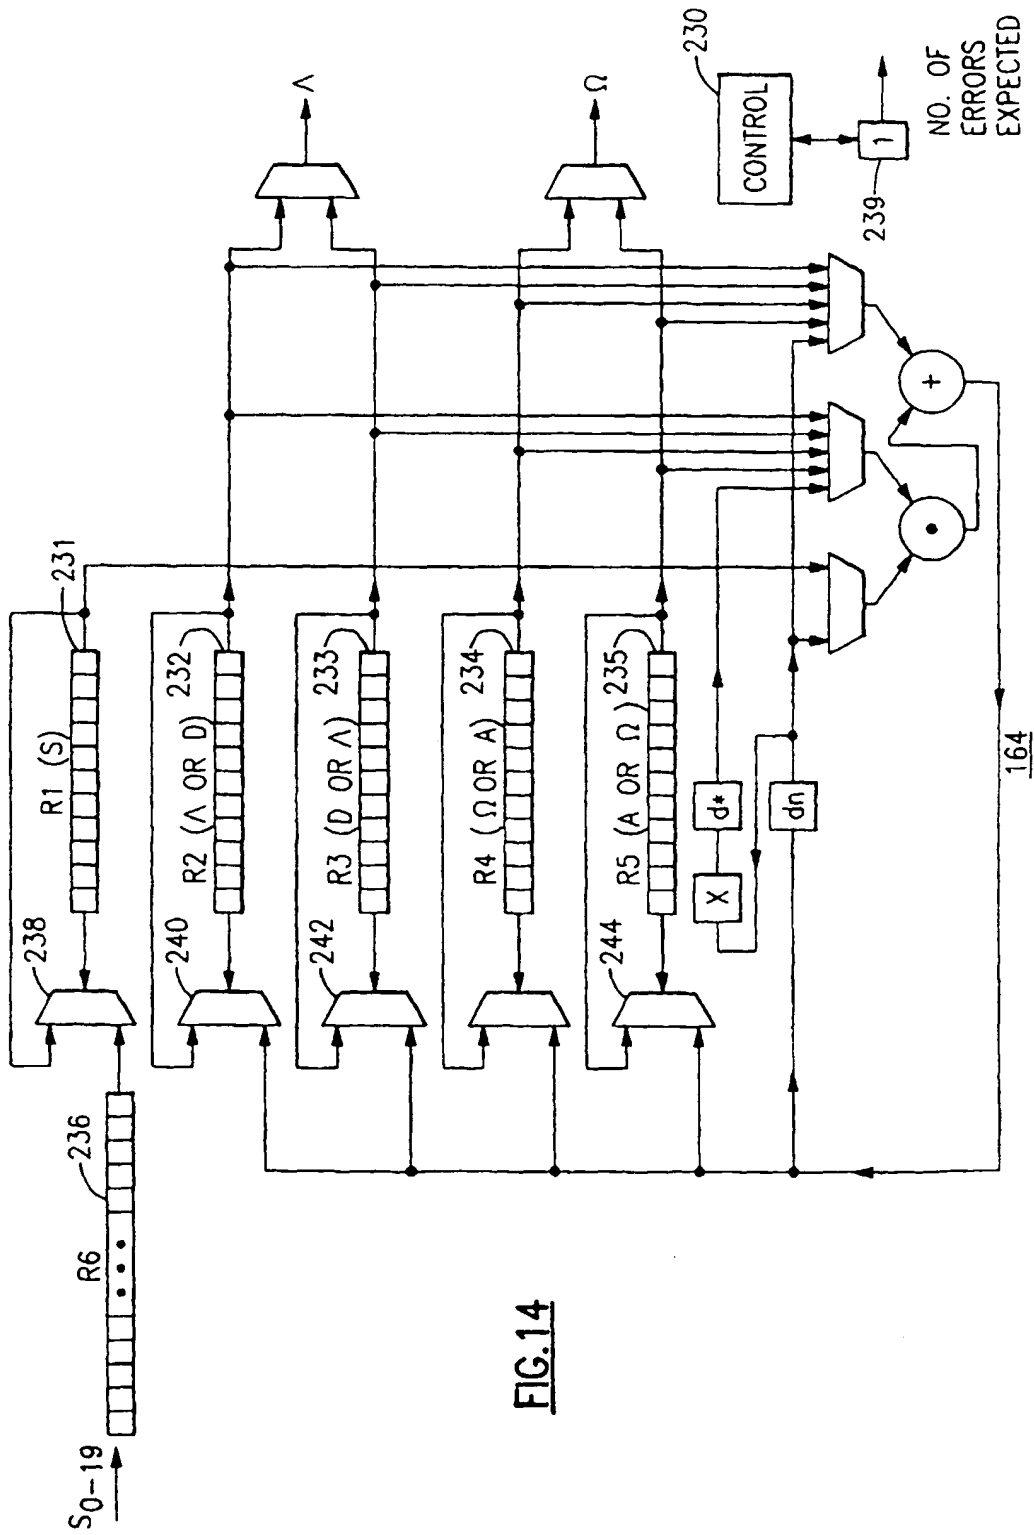 S0-19
R6
236
238
R1 (S)
231
240
R2 (Λ OR D)
232
242
R3 (D OR Λ)
233
R4 (Ω OR A)
234
244
R5 (A OR Ω)
235
X
d*
dn
Λ
Ω
+
•
CONTROL
230
1
239
NO. OF
ERRORS
EXPECTED
164
FIG.14